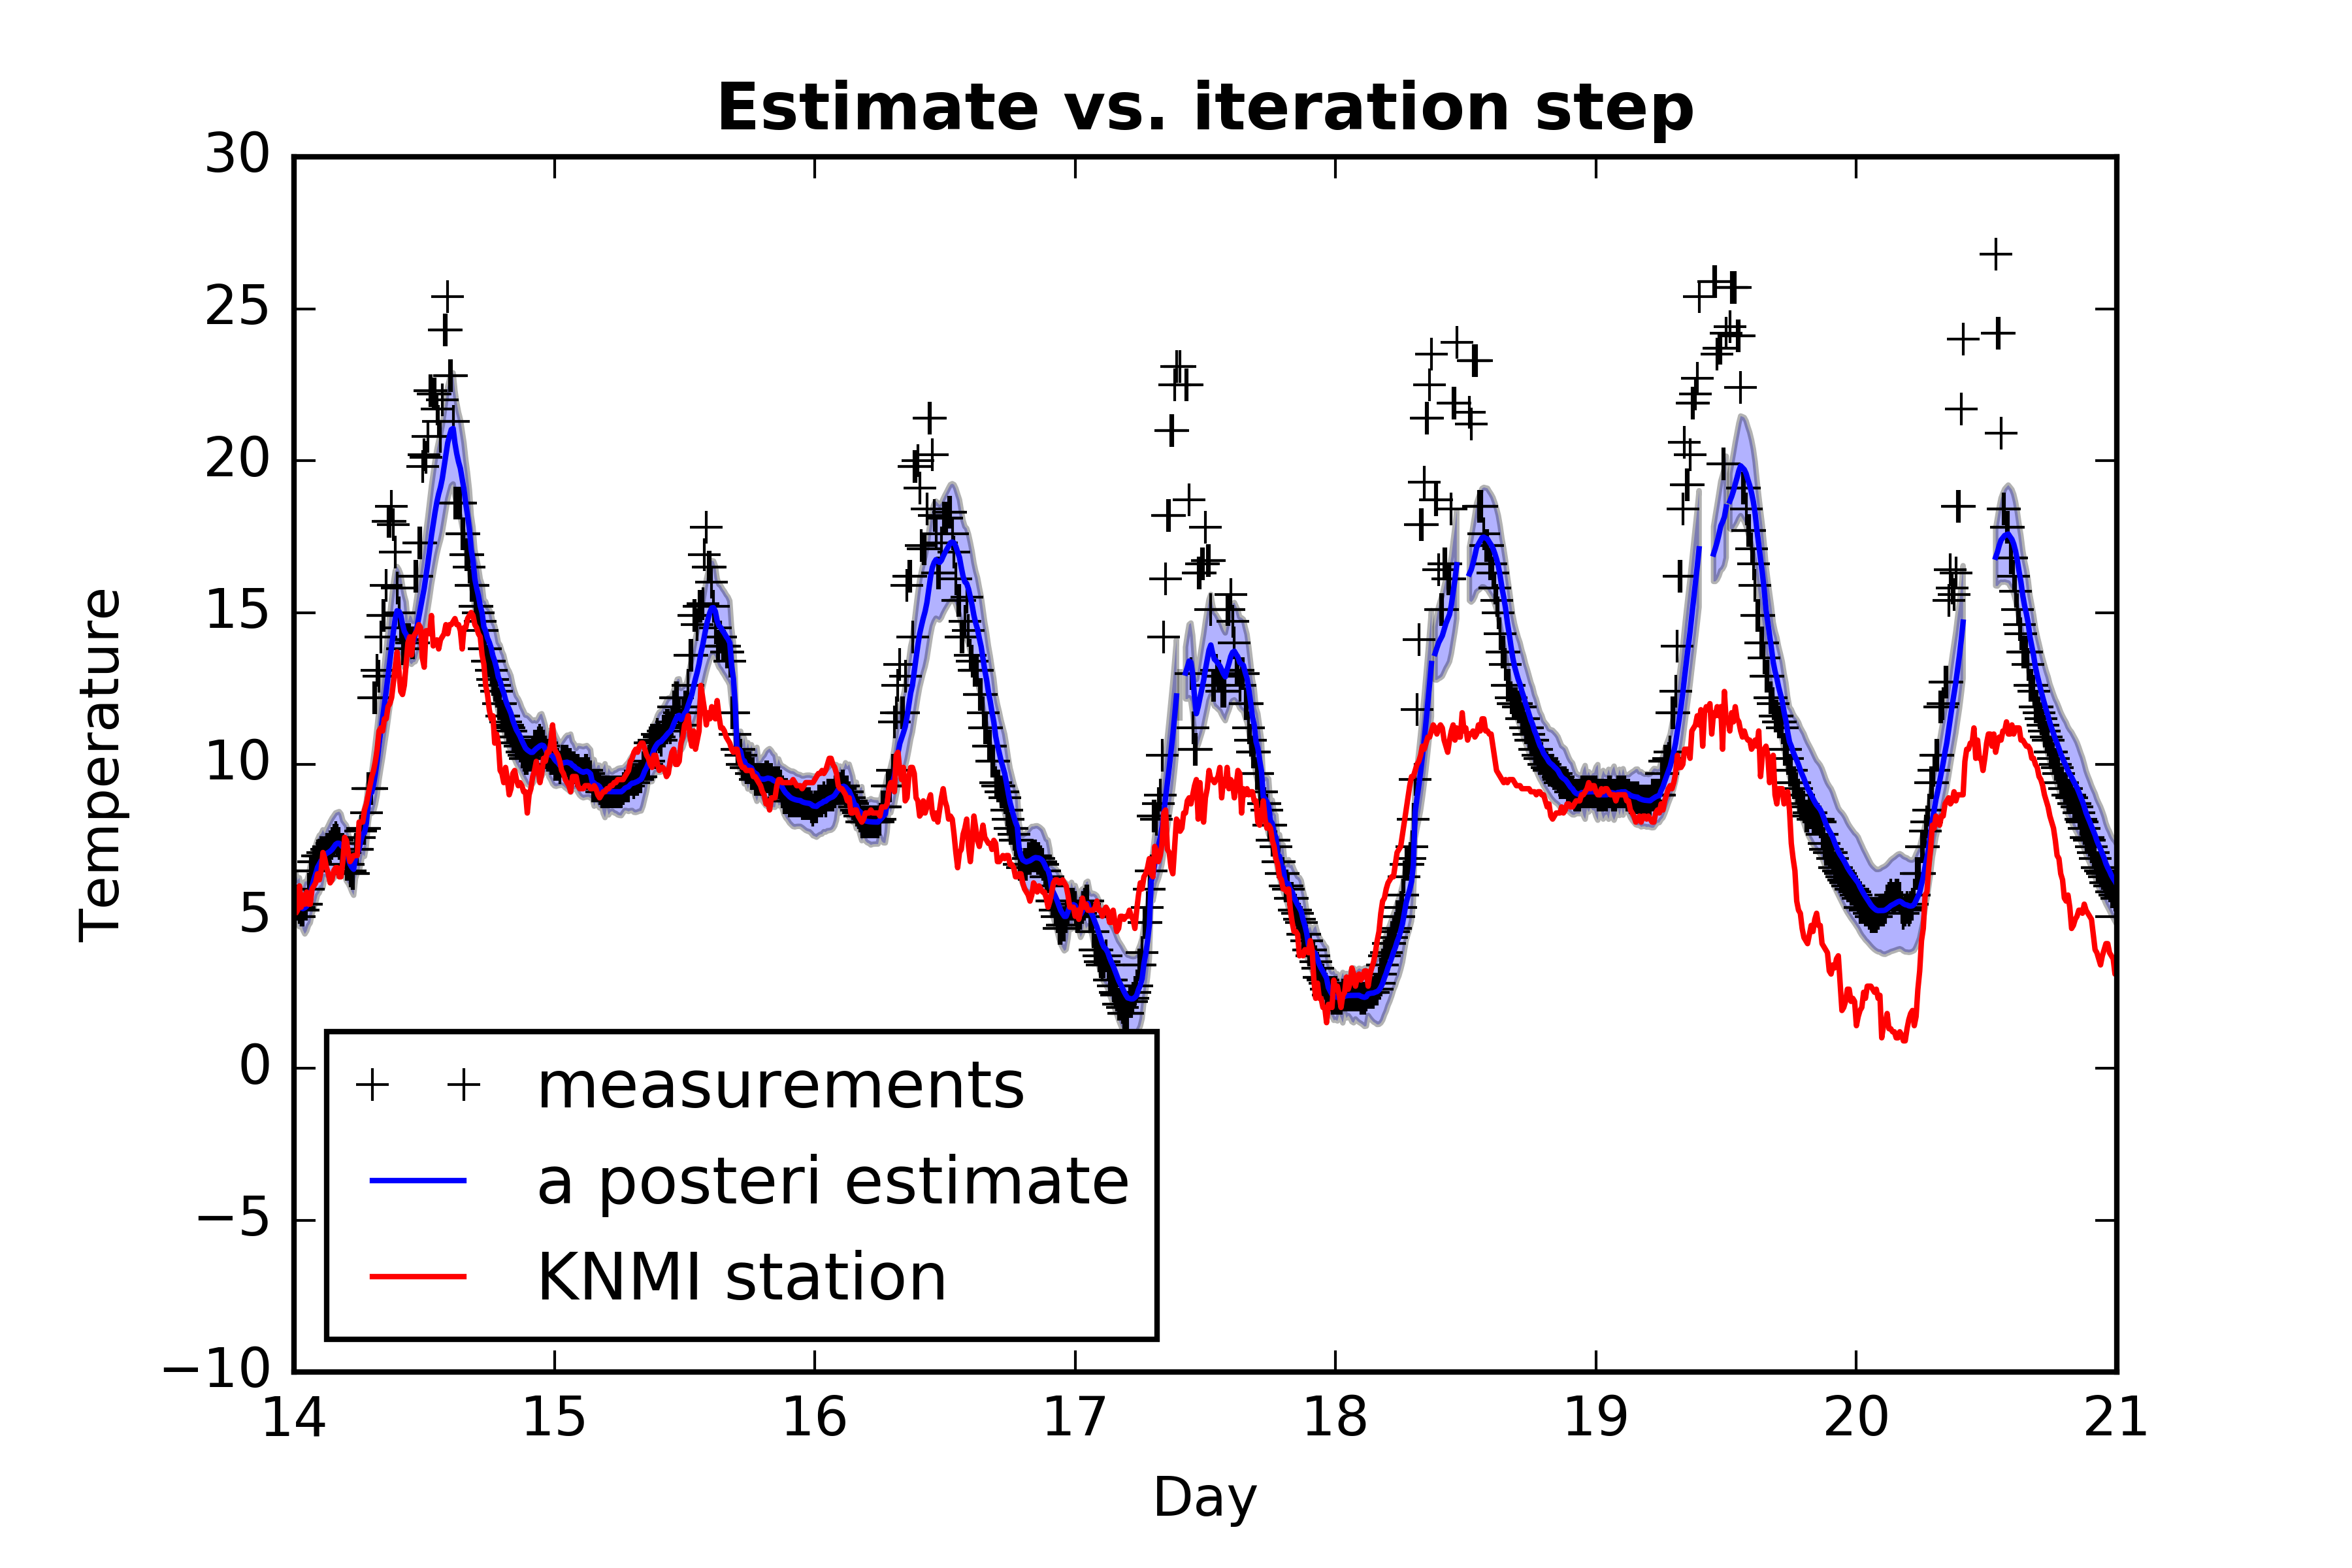 Estimate vs. iteration step
30
25
20
15
10
5
0
−5
−10
Temperature
measurements
a posteri estimate
KNMI station
14 15 16 17 18 19 20 21
Day